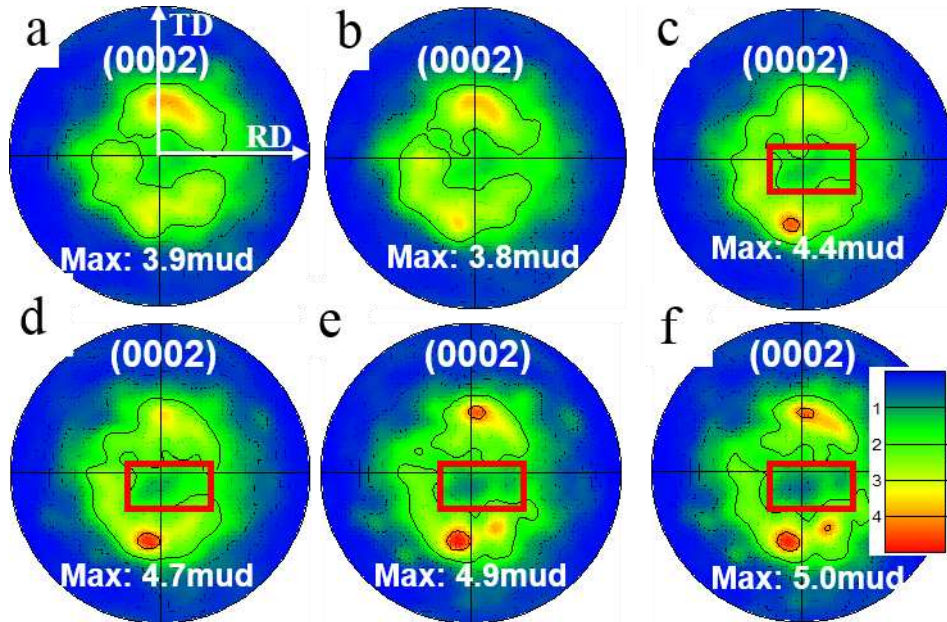 a
TD
(0002)
RD
Max: 3.9mud
b
(0002)
Max: 3.8mud
c
(0002)
Max: 4.4mud
d
(0002)
Max: 4.7mud
e
(0002)
Max: 4.9mud
f
(0002)
Max: 5.0mud
1
2
3
4